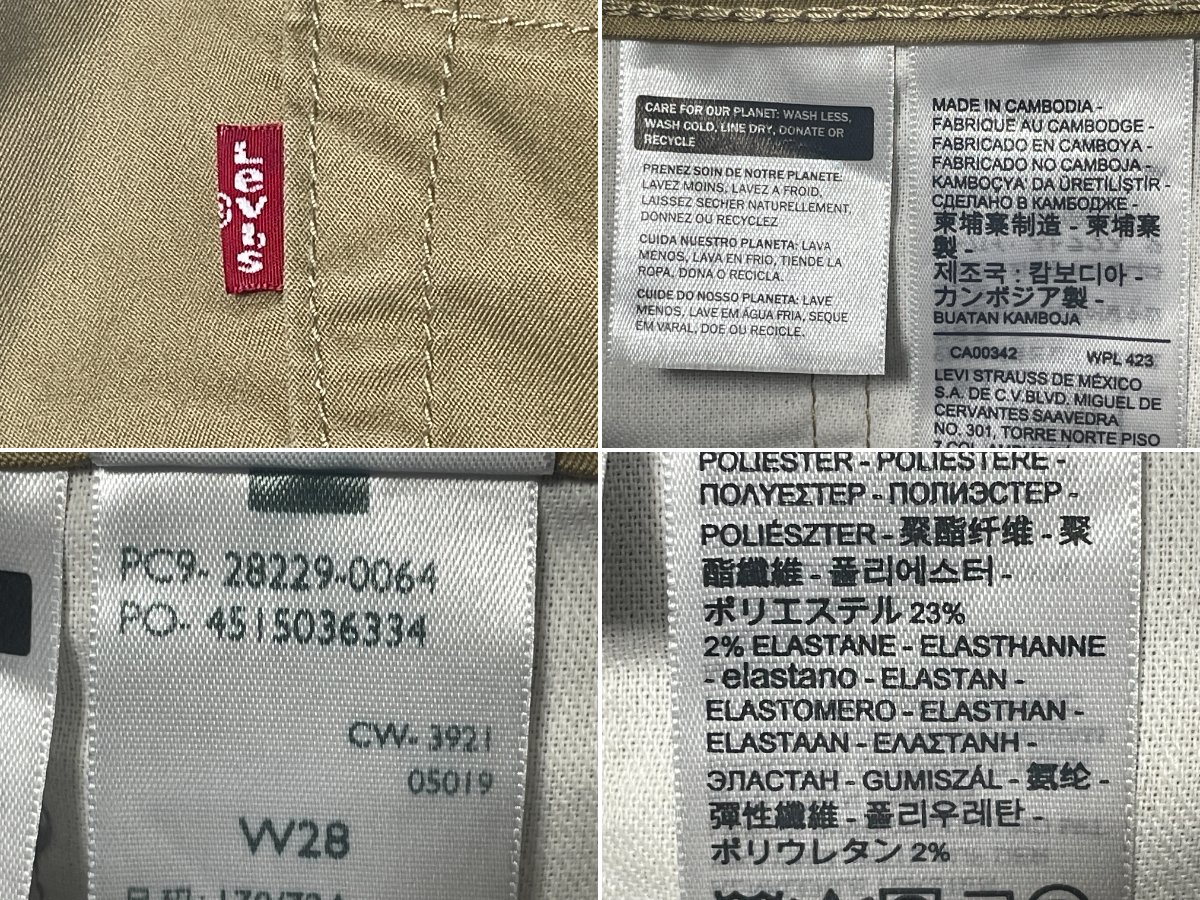 LEVI'S
®
CARE FOR OUR PLANET: WASH LESS,
WASH COLD, LINE DRY, DONATE OR
RECYCLE
PRENEZ SOIN DE NOTRE PLANETE:
LAVEZ MOINS, LAVEZ A FROID,
LAISSEZ SECHER NATURELLEMENT,
DONNEZ OU RECYCLEZ
CUIDA NUESTRO PLANETA: LAVA
MENOS, LAVA EN FRIO, TIENDE LA
ROPA, DONA O RECICLA.
CUIDE DO NOSSO PLANETA: LAVE
MENOS, LAVE EM ÁGUA FRIA, SEQUE
EM VARAL, DOE OU RECICLE.
MADE IN CAMBODIA -
FABRIQUE AU CAMBODGE -
FABRICADO EN CAMBOYA -
FABRICADO NO CAMBOJA -
KAMBOÇYA' DA ÜRETILİSTİR -
СДЕЛАНО В КАМБОДЖЕ -
柬埔寨制造 - 柬埔寨
製 -
제조국 : 캄보디아 -
カンボジア製 -
BUATAN KAMBOJA
CA00342 WPL 423
LEVI STRAUSS DE MÉXICO
S.A. DE C.V.BLVD. MIGUEL DE
CERVANTES SAAVEDRA
NO. 301, TORRE NORTE PISO
PC9- 28229-0064
PO- 4515036334
CW- 3921
05019
W28
POLIESTER - POLIESTERE -
ΠΟΛΥΕΣΤΕΡ - ПОПИЭСТЕР -
POLIÉSZTER - 聚酯纤维 - 聚
酯纖維 - 폴리에스터 -
ポリエステル 23%
2% ELASTANE - ELASTHANNE
- elastano - ELASTAN -
ELASTOMERO - ELASTHAN -
ELASTAAN - ΕΛΑΣΤΑΝΗ -
ЭЛАСТАН - GUMISZÁL - 氨纶 -
彈性纖維 - 폴리우레탄 -
ポリウレタン 2%